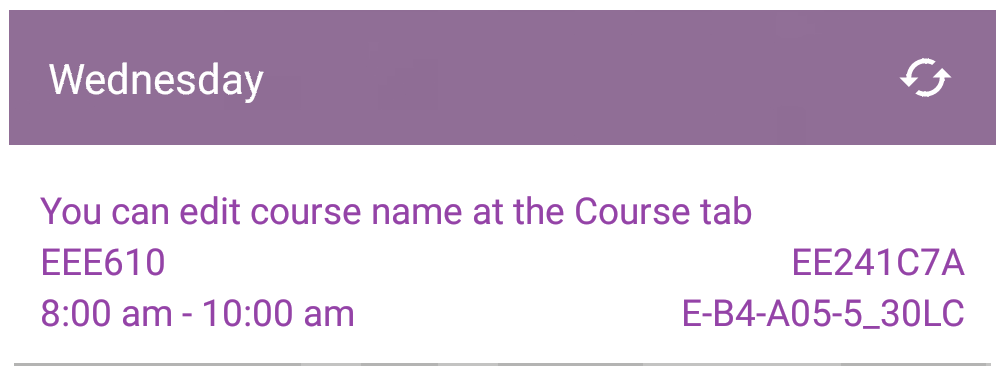 Wednesday
You can edit course name at the Course tab
EEE610 EE241C7A
8:00 am - 10:00 am E-B4-A05-5_30LC